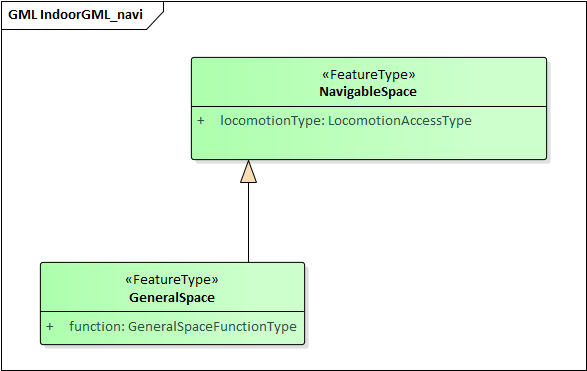 GML IndoorGML_navi
«FeatureType»
NavigableSpace
+ locomotionType: LocomotionAccessType
«FeatureType»
GeneralSpace
+ function: GeneralSpaceFunctionType